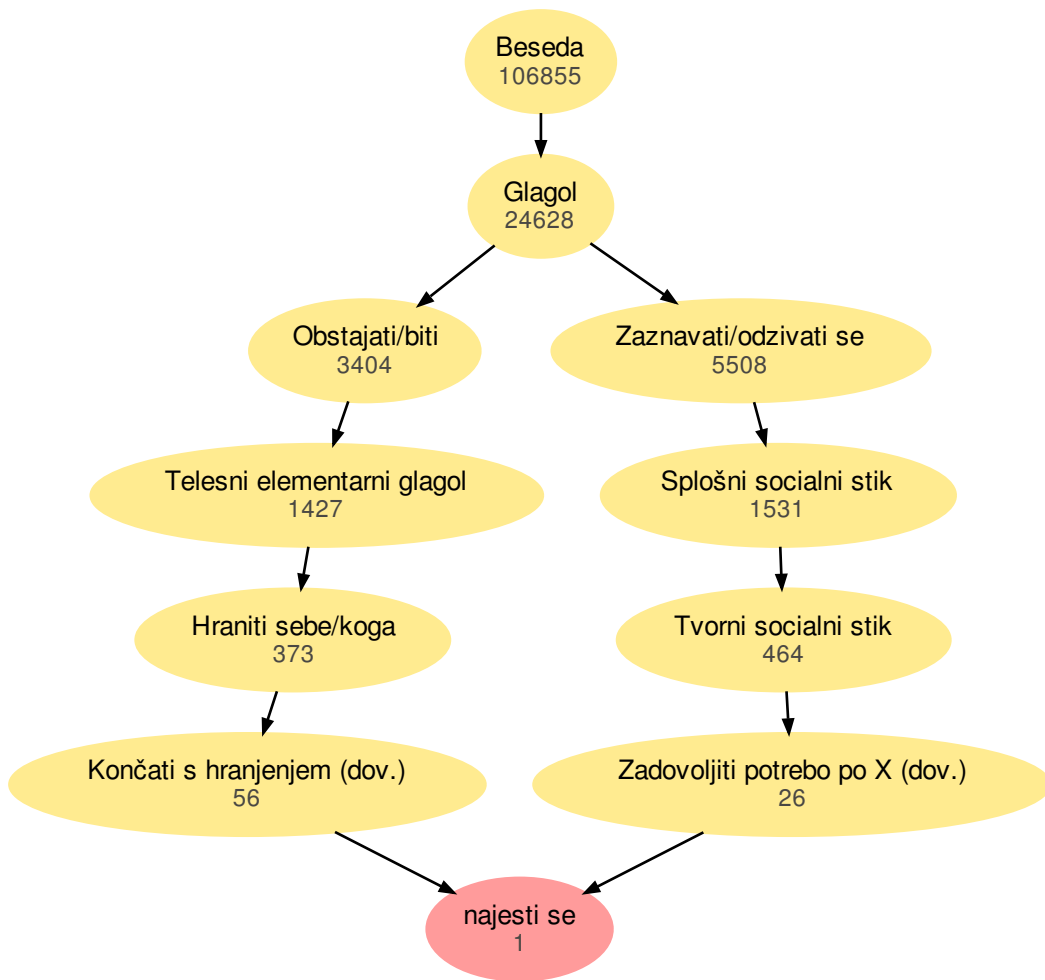 Beseda
106855
Glagol
24628
Obstajati/biti
3404
Zaznavati/odzivati se
5508
Telesni elementarni glagol
1427
Splošni socialni stik
1531
Hraniti sebe/koga
373
Tvorni socialni stik
464
Končati s hranjenjem (dov.)
56
Zadovoljiti potrebo po X (dov.)
26
najesti se
1